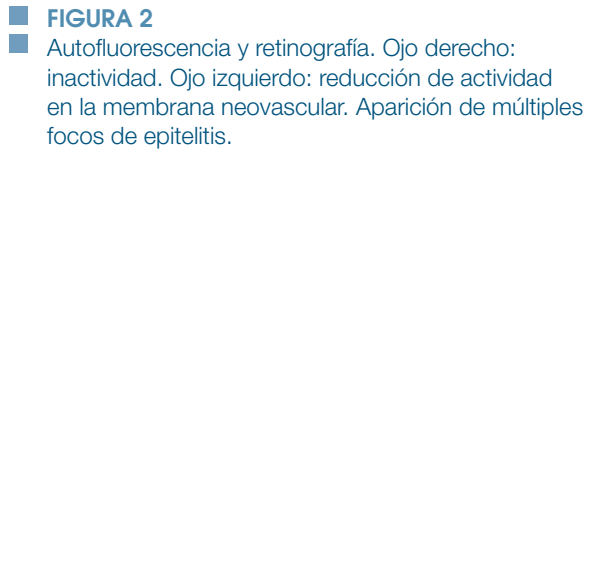 FIGURA 2
Autofluorescencia y retinografía. Ojo derecho:
inactividad. Ojo izquierdo: reducción de actividad
en la membrana neovascular. Aparición de múltiples
focos de epitelitis.